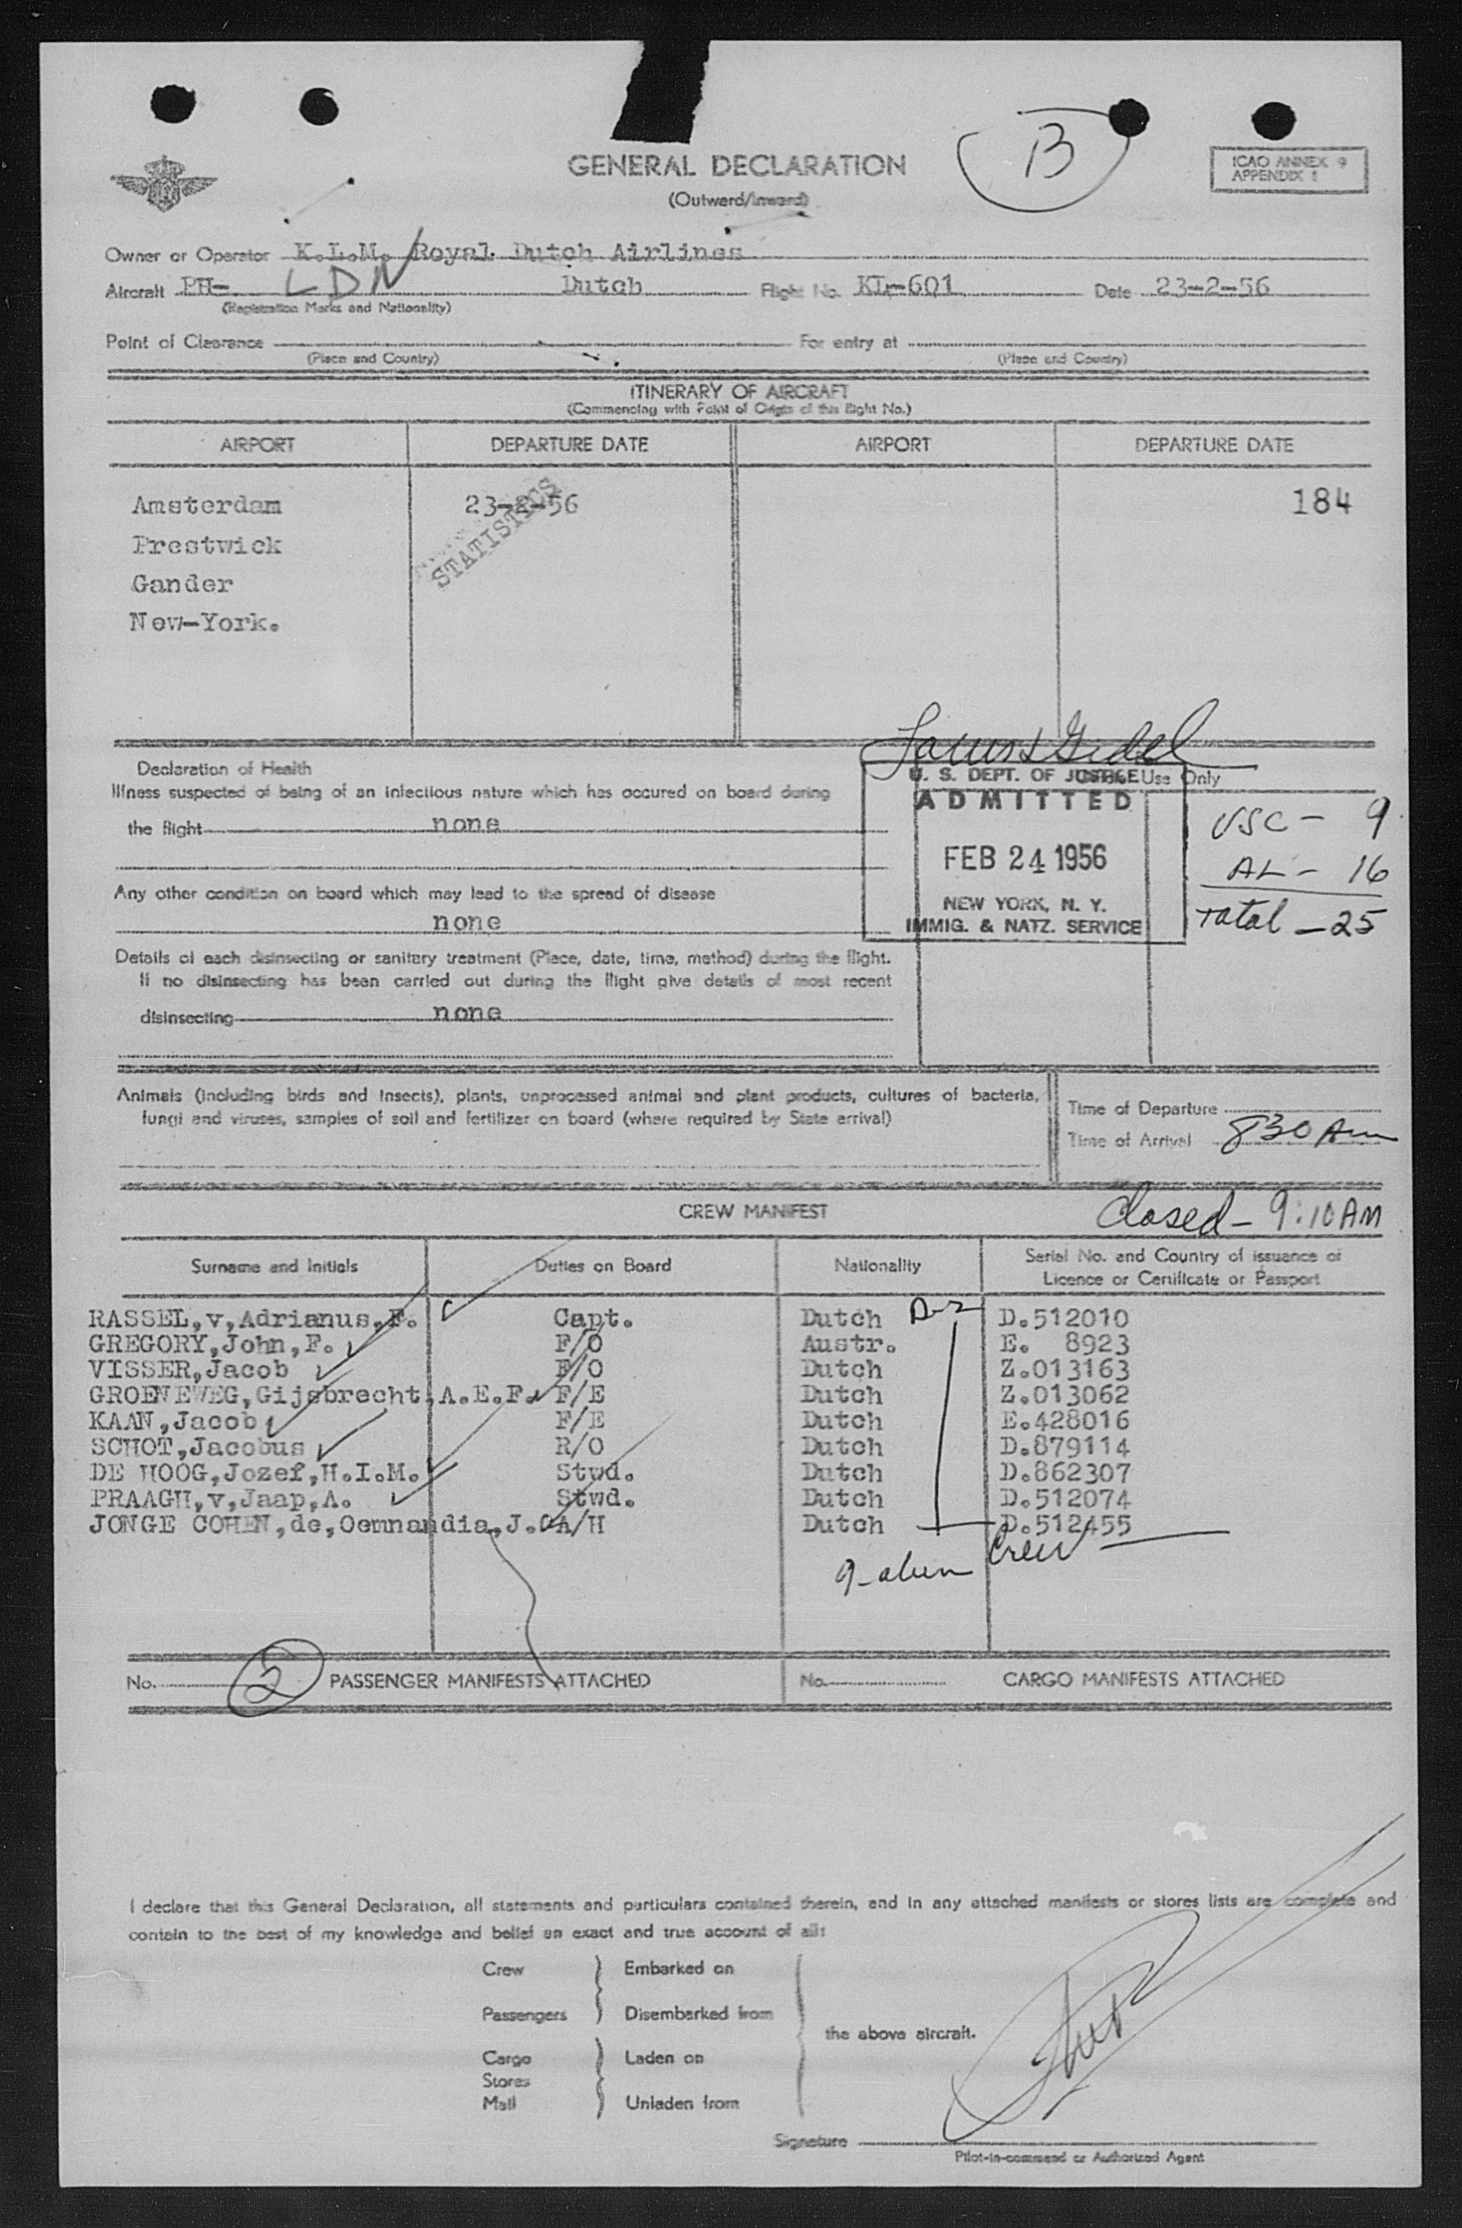 B
ICAO ANNEX 9
APPENDIX 1
GENERAL DECLARATION
(Outward/Inward)
Owner or Operator K.L.M. Royal Dutch Airlines
Aircraft PH- LDN Dutch Flight No. KL-601 Date 23-2-56
(Registration Marks and Nationality)
Point of Clearance For entry at
(Place and Country) (Place and Country)
ITINERARY OF AIRCRAFT
(Commencing with Point of Origin of this flight No.)
AIRPORT DEPARTURE DATE AIRPORT DEPARTURE DATE
Amsterdam 23-2-56 184
STATISTICS
Prestwick
Gander
New-York.
Declaration of Health
Use Only
Illness suspected of being of an infectious nature which has occured on board during
the flight none
Any other condition on board which may lead to the spread of disease
none
Details of each disinsecting or sanitary treatment (Place, date, time, method) during the flight.
If no disinsecting has been carried out during the flight give details of most recent
disinsecting none
U. S. DEPT. OF JUSTICE
ADMITTED
FEB 24 1956
NEW YORK, N. Y.
IMMIG. & NATZ. SERVICE
USC - 9
AL - 16
Total - 25
Animals (including birds and insects), plants, unprocessed animal and plant products, cultures of bacteria,
fungi and viruses, samples of soil and fertilizer on board (where required by State arrival)
Time of Departure
Time of Arrival 830 Am
CREW MANIFEST
Closed - 9:10 AM
Surname and Initials Duties on Board Nationality Serial No. and Country of issuance of
Licence or Certificate or Passport
RASSEL,v,Adrianus,F. Capt. Dutch D-2 D.512010
GREGORY,John,F. F/O Austr. E. 8923
VISSER,Jacob F/O Dutch Z.013163
GROENEWEG,Gijsbrecht,A.E.F. F/E Dutch Z.013062
KAAN,Jacob F/E Dutch E.428016
SCHOT,Jacobus R/O Dutch D.879114
DE HOOG,Jozef,H.I.M. Stwd. Dutch D.862307
PRAAGH,v,Jaap,A. Stwd. Dutch D.512074
JONGE COHEN,de,Oemnandia,J.C A/H Dutch D.512455
9-alien Crew
No. 2 PASSENGER MANIFESTS ATTACHED No. CARGO MANIFESTS ATTACHED
I declare that this General Declaration, all statements and particulars contained therein, and in any attached manifests or stores lists are complete and
contain to the best of my knowledge and belief an exact and true account of all:
Crew Embarked on
Passengers Disembarked from
the above aircraft.
Cargo Laden on
Stores
Mail Unladen from
Signature
Pilot-in-command or Authorized Agent